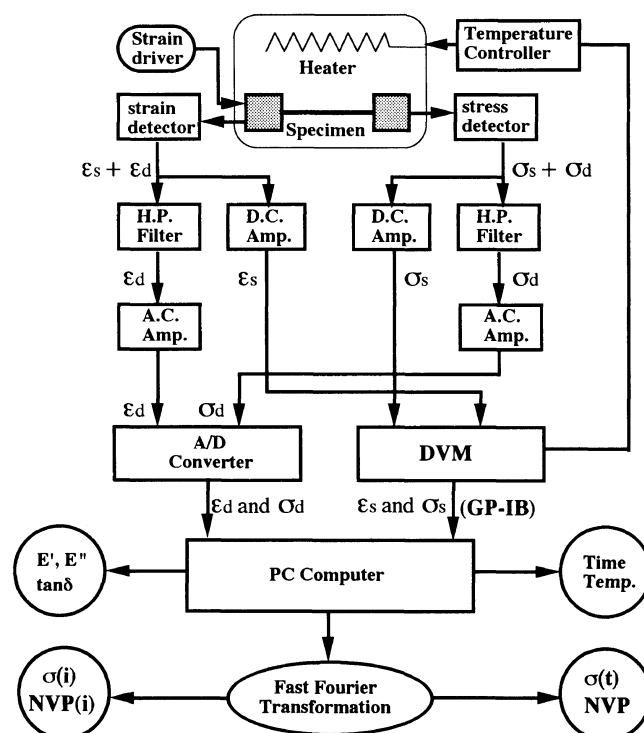 Strain
driver
Heater
Temperature
Controller
strain
detector
Specimen
stress
detector
εs + εd
σs + σd
H.P.
Filter
D.C.
Amp.
D.C.
Amp.
H.P.
Filter
εd
εs
σs
σd
A.C.
Amp.
A.C.
Amp.
εd
σd
A/D
Converter
DVM
εd and σd
εs and σs (GP-IB)
E', E"
tanδ
PC Computer
Time
Temp.
σ(i)
NVP(i)
Fast Fourier
Transformation
σ(t)
NVP